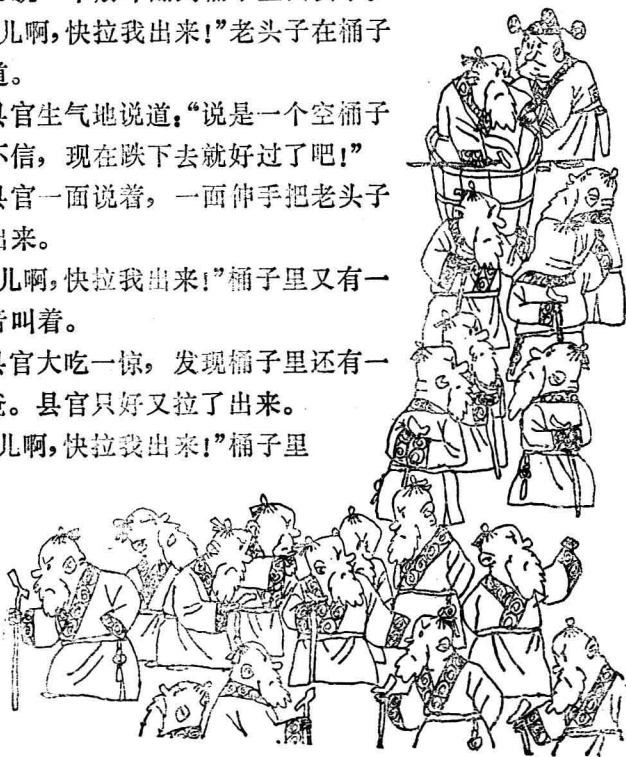 儿啊，快拉我出来！”老头子在桶子
道。
县官生气地说道：“说是一个空桶子
不信，现在跌下去就好过了吧！”
县官一面说着，一面伸手把老头子
出来。
儿啊，快拉我出来！”桶子里又有一
音叫着。
县官大吃一惊，发现桶子里还有一
爸。县官只好又拉了出来。
儿啊，快拉我出来！”桶子里